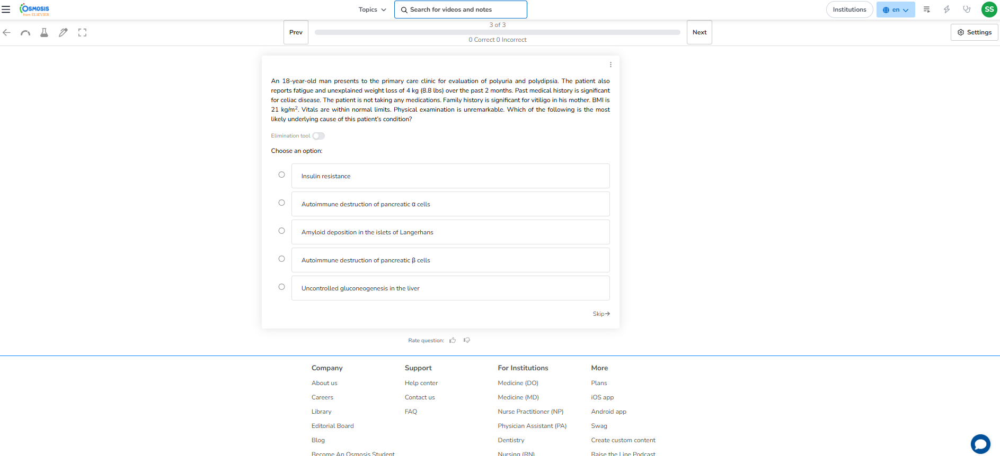 OSMOSIS
from ELSEVIER
Topics
Search for videos and notes
Institutions
en
SS
Prev
3 of 3
0 Correct 0 Incorrect
Next
Settings
An 18-year-old man presents to the primary care clinic for evaluation of polyuria and polydipsia. The patient also
reports fatigue and unexplained weight loss of 4 kg (8.8 lbs) over the past 2 months. Past medical history is significant
for celiac disease. The patient is not taking any medications. Family history is significant for vitiligo in his mother. BMI is
21 kg/m². Vitals are within normal limits. Physical examination is unremarkable. Which of the following is the most
likely underlying cause of this patient's condition?
Elimination tool
Choose an option:
Insulin resistance
Autoimmune destruction of pancreatic α cells
Amyloid deposition in the islets of Langerhans
Autoimmune destruction of pancreatic β cells
Uncontrolled gluconeogenesis in the liver
Skip→
Rate question:
Company
About us
Careers
Library
Editorial Board
Blog
Become An Osmosis Student
Support
Help center
Contact us
FAQ
For Institutions
Medicine (DO)
Medicine (MD)
Nurse Practitioner (NP)
Physician Assistant (PA)
Dentistry
Nursing (RN)
More
Plans
iOS app
Android app
Swag
Create custom content
Raise the Line Podcast